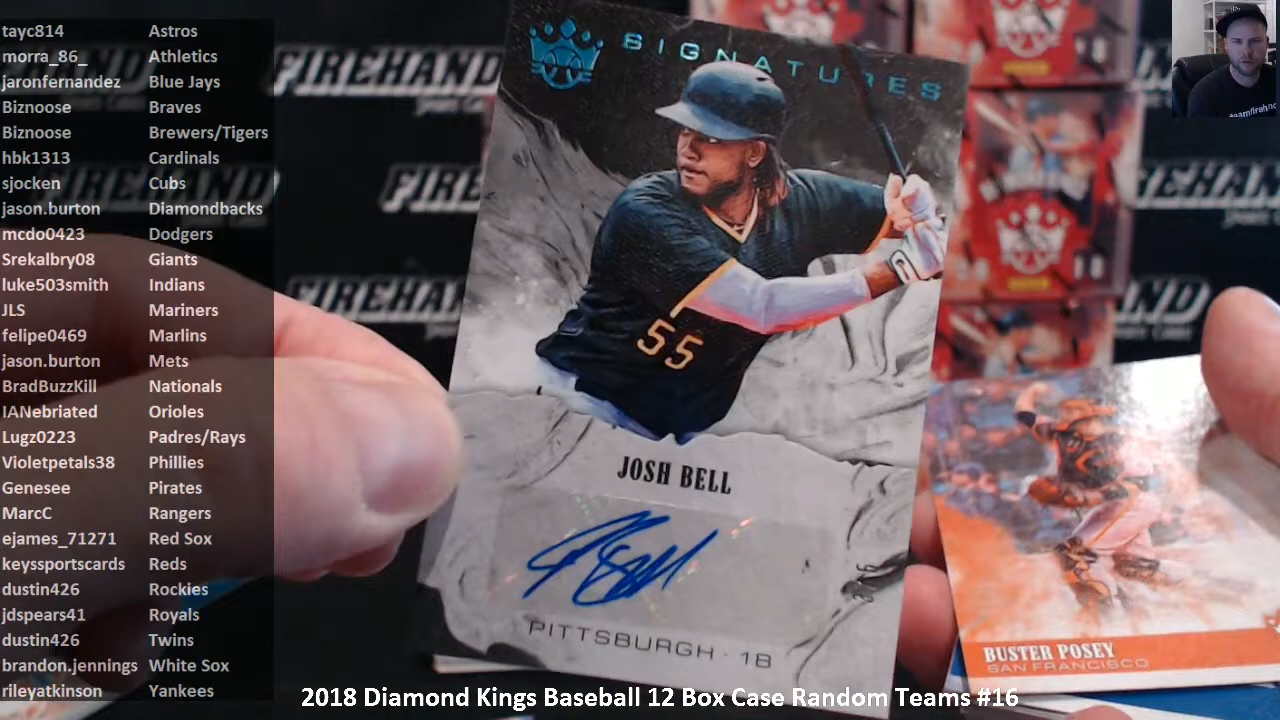 tayc814 Astros
morra_86_ Athletics
jaronfernandez Blue Jays
Biznoose Braves
Biznoose Brewers/Tigers
hbk1313 Cardinals
sjocken Cubs
jason.burton Diamondbacks
mcdo0423 Dodgers
Srekalbry08 Giants
luke503smith Indians
JLS Mariners
felipe0469 Marlins
jason.burton Mets
BradBuzzKill Nationals
IANebriated Orioles
Lugz0223 Padres/Rays
Violetpetals38 Phillies
Genesee Pirates
MarcC Rangers
ejames_71271 Red Sox
keyssportscards Reds
dustin426 Rockies
jdspears41 Royals
dustin426 Twins
brandon.jennings White Sox
rileyatkinson Yankees
FIREHAND
SIGNATURES
55
JOSH BELL
PITTSBURGH - 1B
BUSTER POSEY
SAN FRANCISCO
2018 Diamond Kings Baseball 12 Box Case Random Teams #16